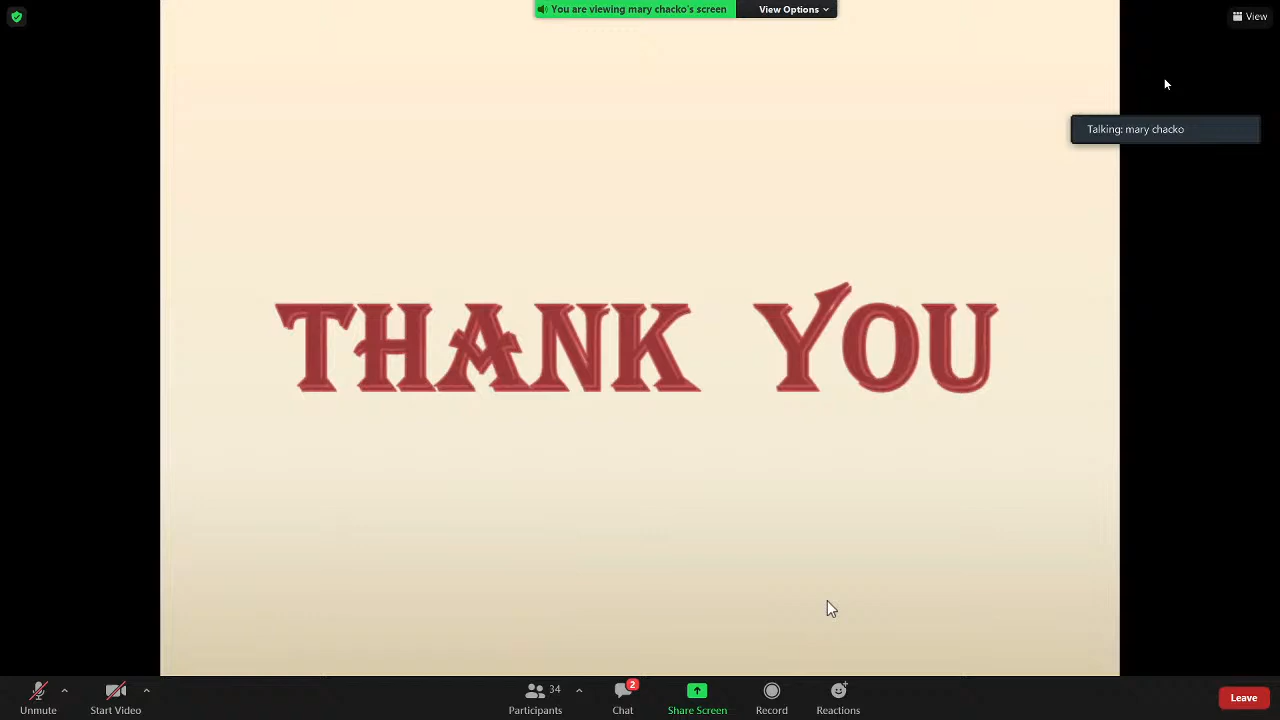 You are viewing mary chacko's screen View Options
View
Talking: mary chacko
THANK YOU
34
2
Unmute Start Video Participants Chat Share Screen Record Reactions Leave